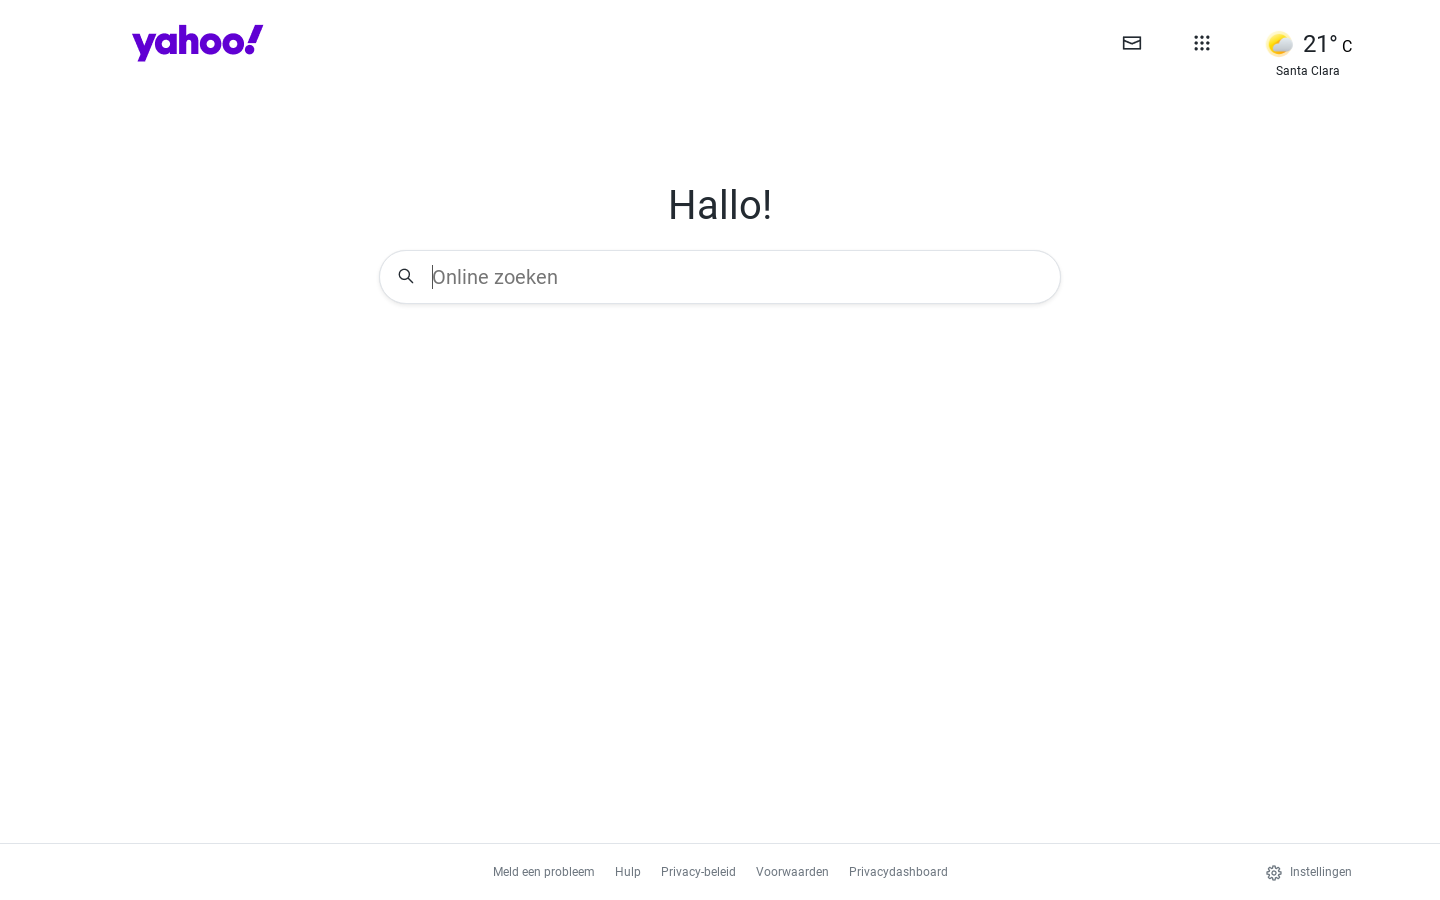 yahoo!
21° C
Santa Clara
Hallo!
Online zoeken
Meld een probleem Hulp Privacy-beleid Voorwaarden Privacydashboard Instellingen